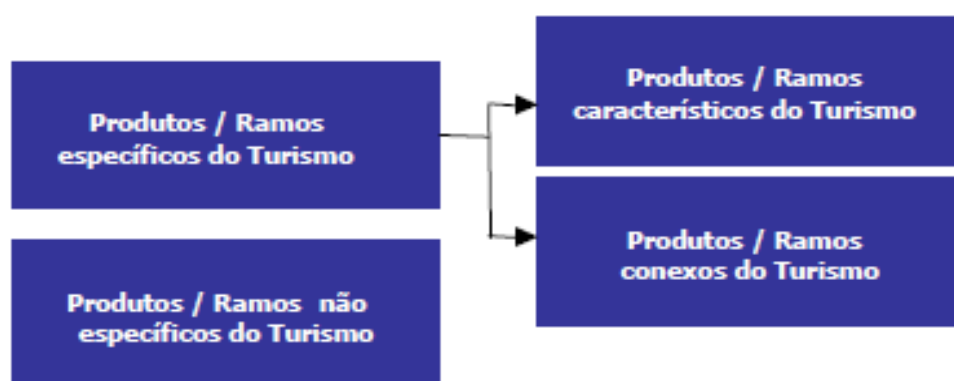 Produtos / Ramos
específicos do Turismo
Produtos / Ramos não
específicos do Turismo
Produtos / Ramos
característicos do Turismo
Produtos / Ramos
conexos do Turismo